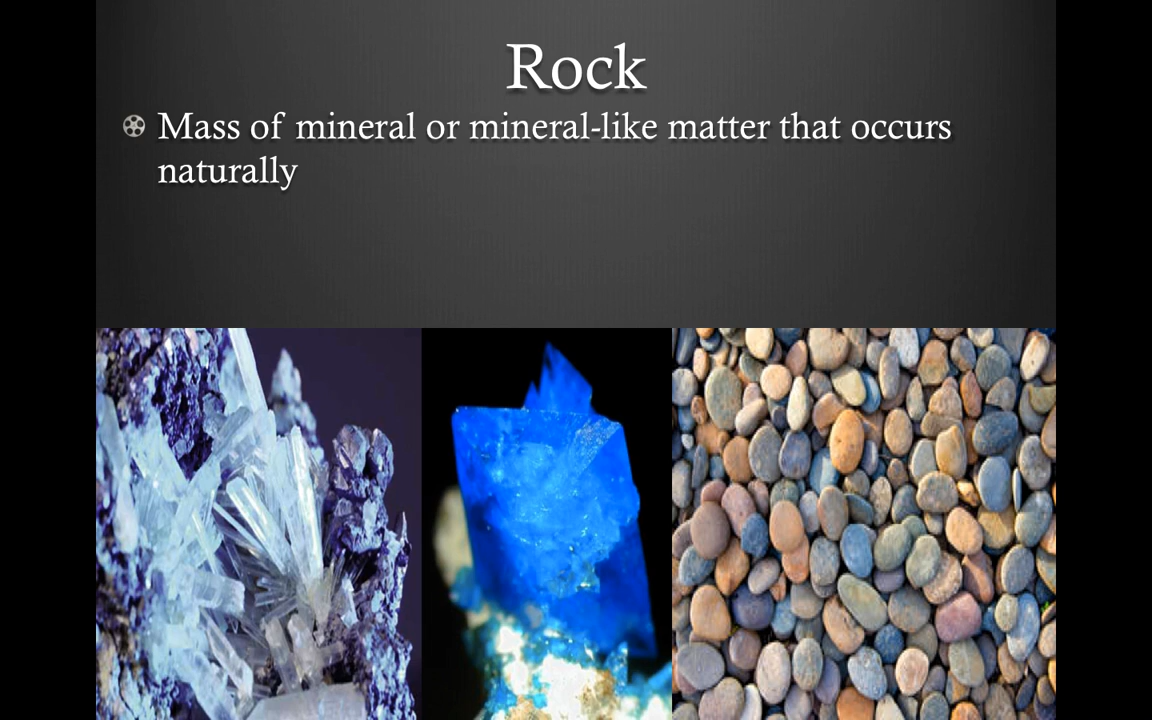 Rock
Mass of mineral or mineral-like matter that occurs
naturally